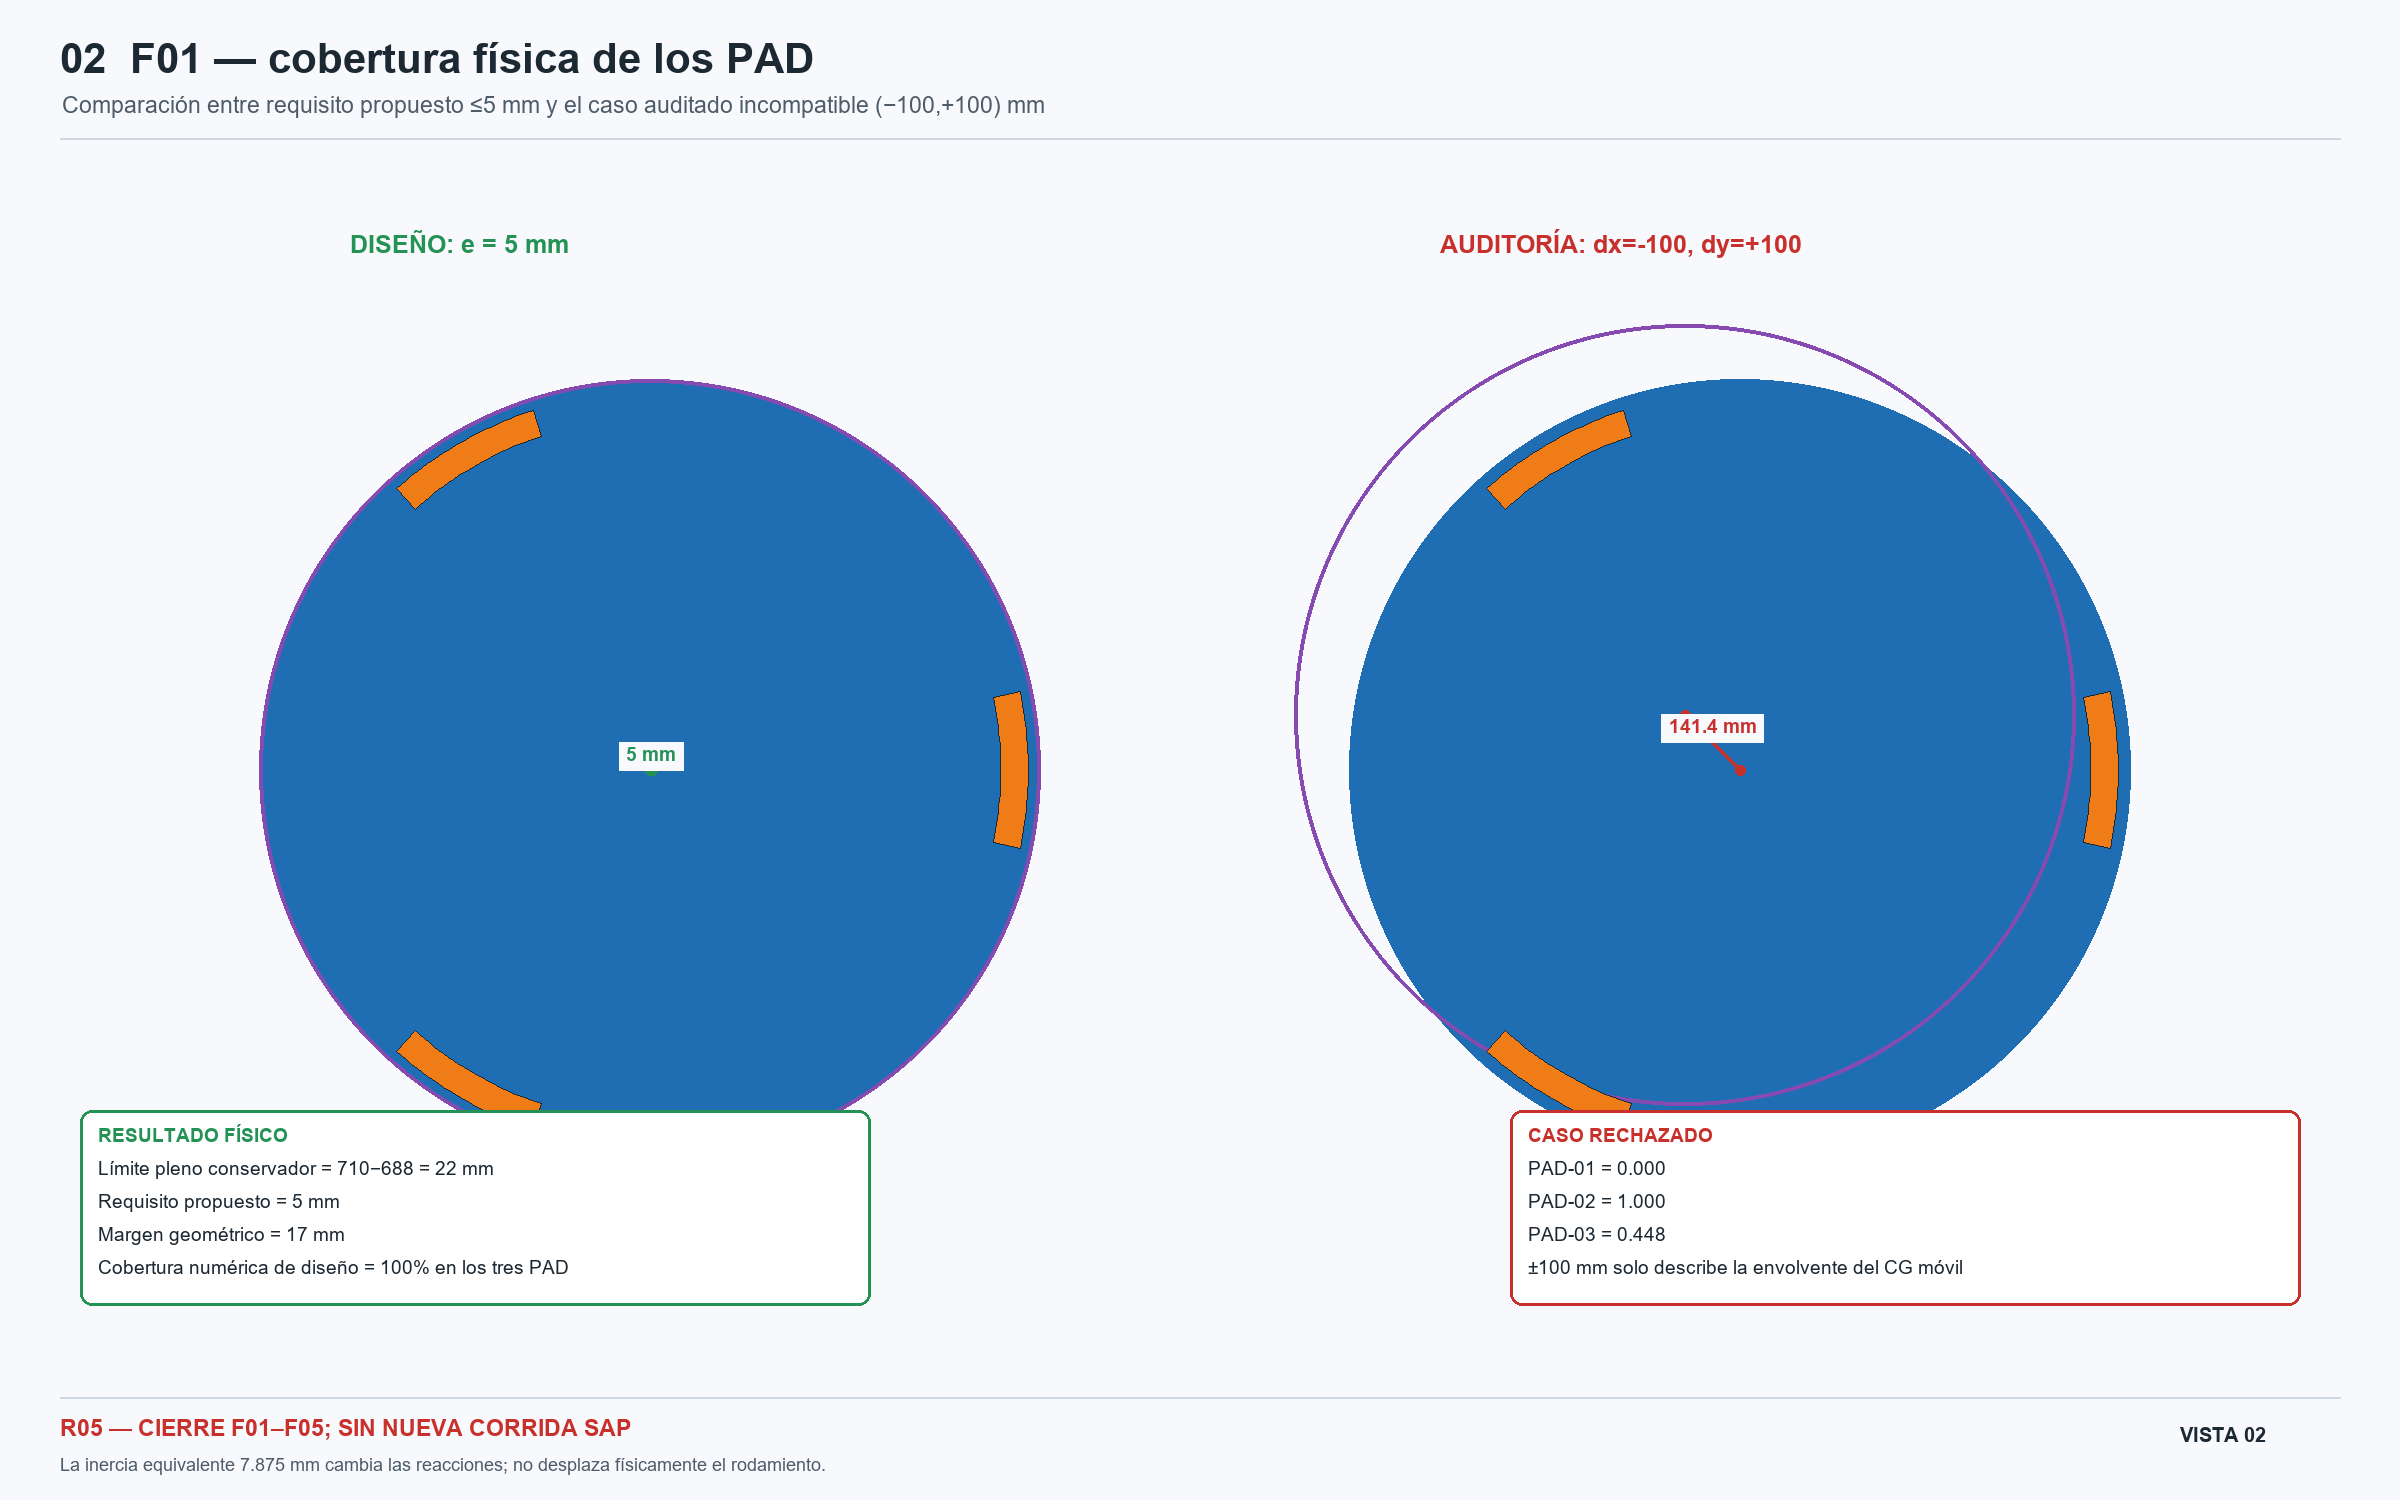 02 F01 — cobertura física de los PAD
Comparación entre requisito propuesto ≤5 mm y el caso auditado incompatible (−100,+100) mm
DISEÑO: e = 5 mm
AUDITORÍA: dx=-100, dy=+100
5 mm
141.4 mm
RESULTADO FÍSICO
Límite pleno conservador = 710−688 = 22 mm
Requisito propuesto = 5 mm
Margen geométrico = 17 mm
Cobertura numérica de diseño = 100% en los tres PAD
CASO RECHAZADO
PAD-01 = 0.000
PAD-02 = 1.000
PAD-03 = 0.448
±100 mm solo describe la envolvente del CG móvil
R05 — CIERRE F01–F05; SIN NUEVA CORRIDA SAP
La inercia equivalente 7.875 mm cambia las reacciones; no desplaza físicamente el rodamiento.
VISTA 02